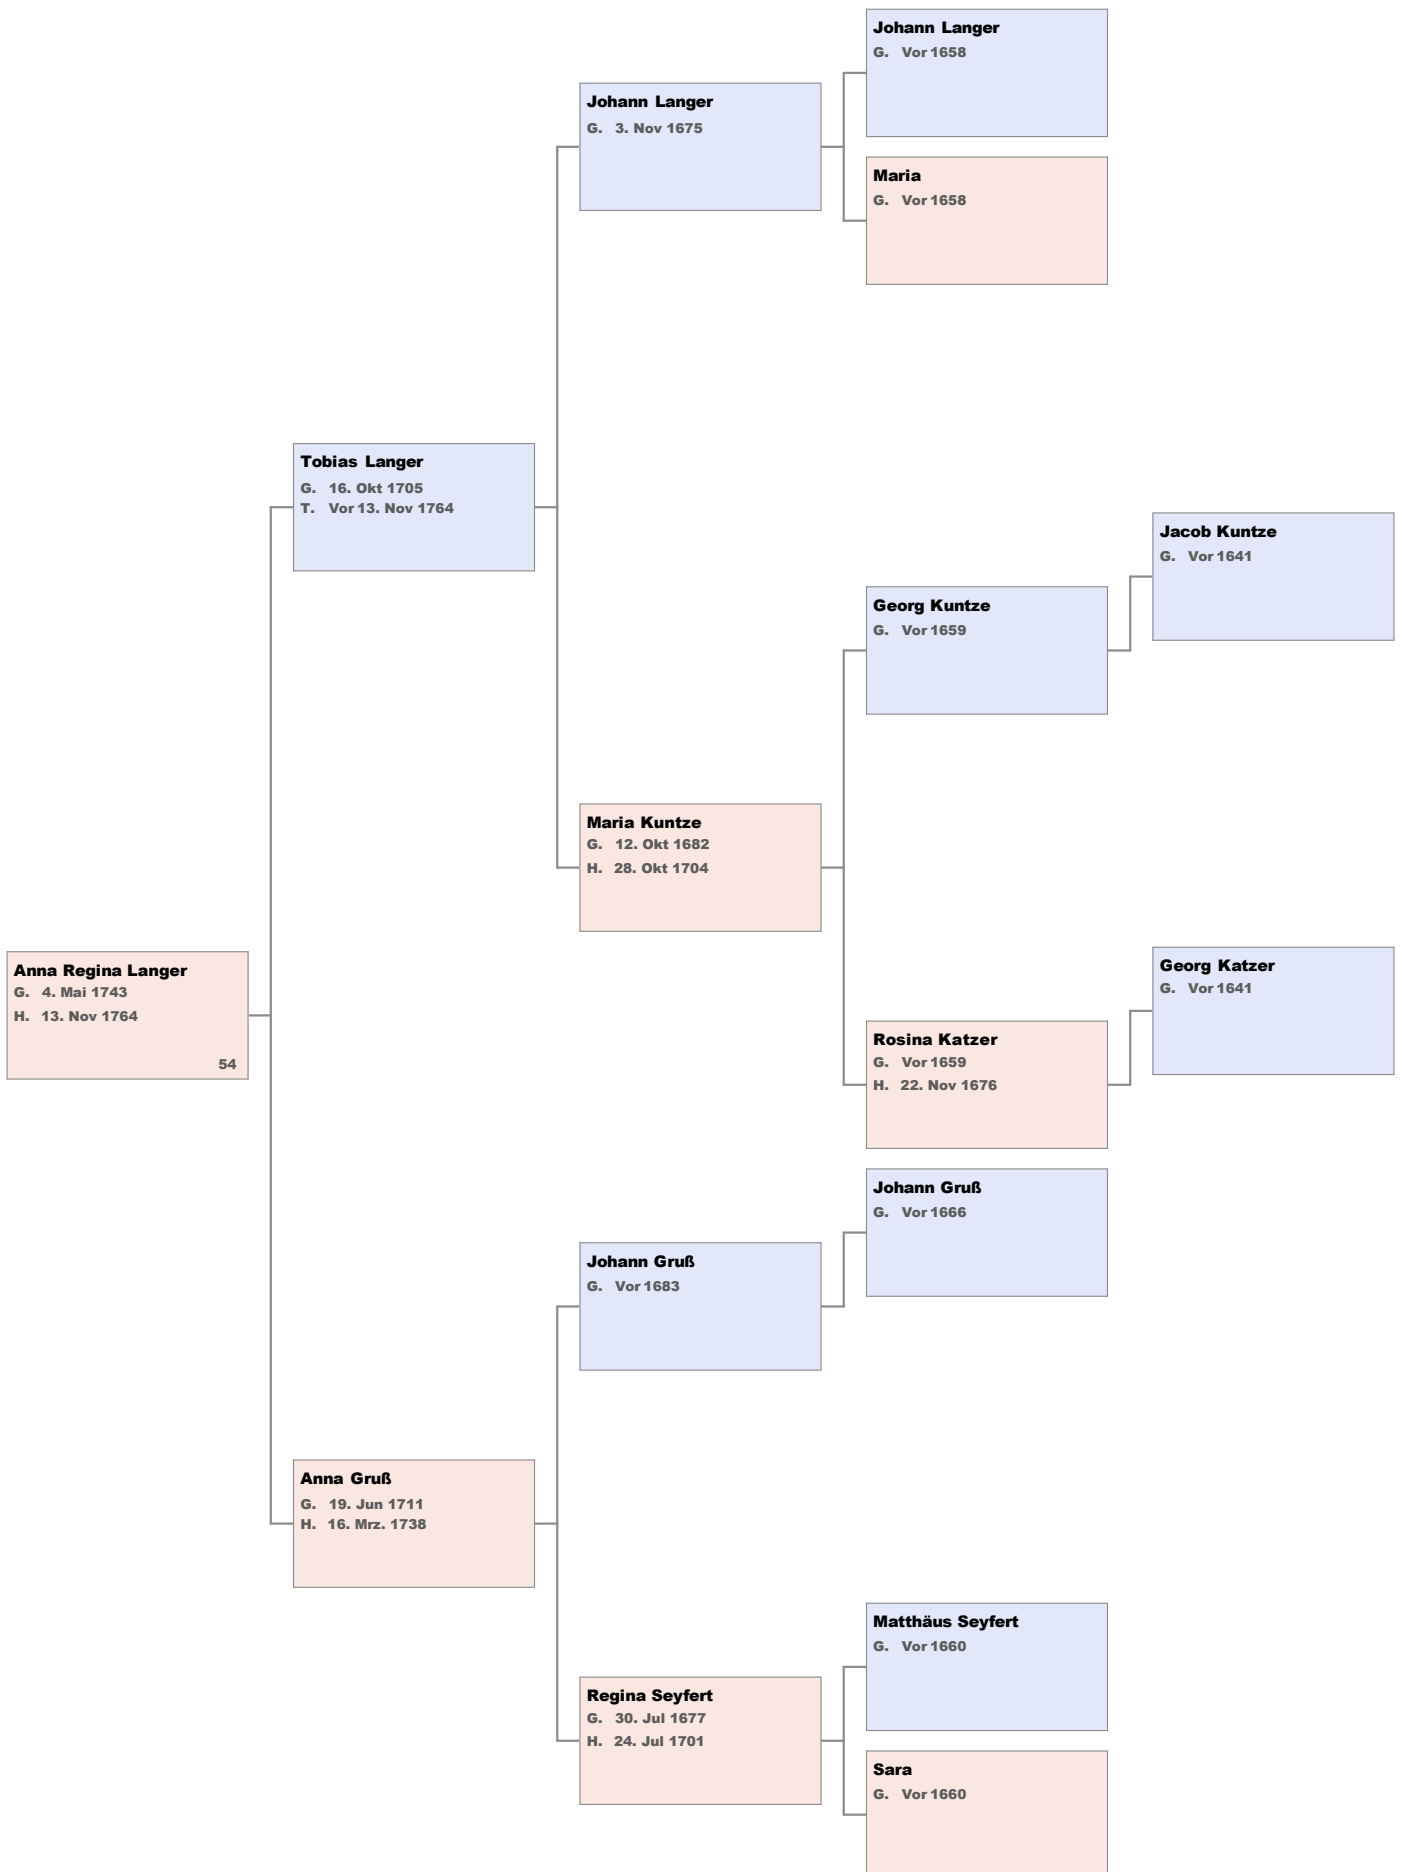 Johann Langer
G. Vor 1658
Johann Langer
G. 3. Nov 1675
Maria
G. Vor 1658
Tobias Langer
G. 16. Okt 1705
T. Vor 13. Nov 1764
Jacob Kuntze
G. Vor 1641
Georg Kuntze
G. Vor 1659
Maria Kuntze
G. 12. Okt 1682
H. 28. Okt 1704
Anna Regina Langer
G. 4. Mai 1743
H. 13. Nov 1764
54
Georg Katzer
G. Vor 1641
Rosina Katzer
G. Vor 1659
H. 22. Nov 1676
Johann Gruß
G. Vor 1666
Johann Gruß
G. Vor 1683
Anna Gruß
G. 19. Jun 1711
H. 16. Mrz. 1738
Matthäus Seyfert
G. Vor 1660
Regina Seyfert
G. 30. Jul 1677
H. 24. Jul 1701
Sara
G. Vor 1660